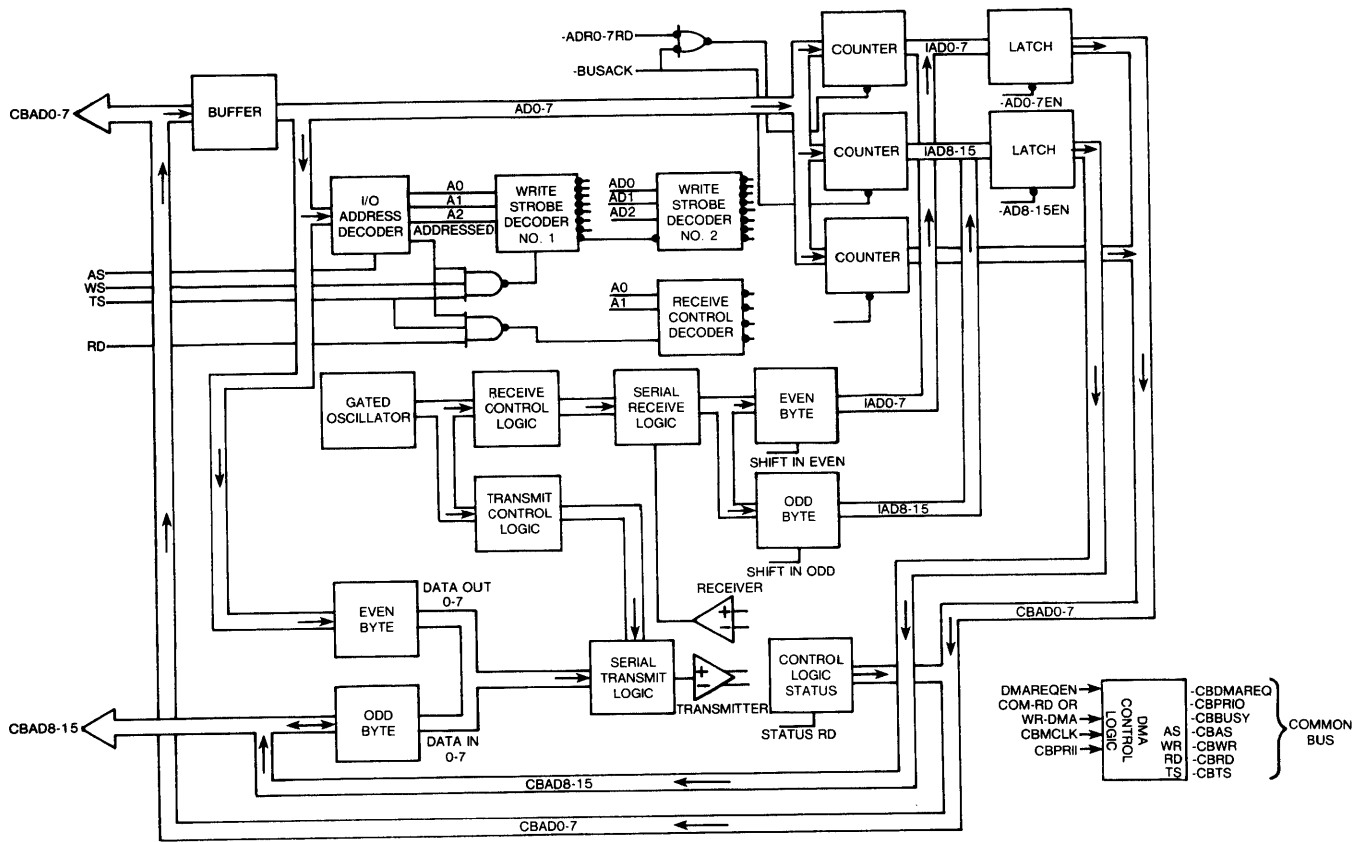 -ADR0-7RD
-BUSACK
COUNTER
IAD0-7
LATCH
-AD0-7EN
CBAD0-7
BUFFER
AD0-7
COUNTER
IAD8-15
LATCH
-AD8-15EN
I/O
ADDRESS
DECODER
A0
A1
A2
ADDRESSED
WRITE
STROBE
DECODER
NO. 1
AD0
AD1
AD2
WRITE
STROBE
DECODER
NO. 2
COUNTER
AS
WS
TS
RD
A0
A1
RECEIVE
CONTROL
DECODER
GATED
OSCILLATOR
RECEIVE
CONTROL
LOGIC
SERIAL
RECEIVE
LOGIC
EVEN
BYTE
IAD0-7
SHIFT IN EVEN
TRANSMIT
CONTROL
LOGIC
ODD
BYTE
IAD8-15
SHIFT IN ODD
RECEIVER
+
−
EVEN
BYTE
DATA OUT
0-7
CBAD0-7
SERIAL
TRANSMIT
LOGIC
+
−
TRANSMITTER
CONTROL
LOGIC
STATUS
STATUS RD
CBAD8-15
ODD
BYTE
DATA IN
0-7
DMAREQEN
COM-RD OR
WR-DMA
CBMCLK
CBPRII
DMA
CONTROL
LOGIC
AS
WR
RD
TS
-CBDMAREQ
-CBPRIO
-CBBUSY
-CBAS
-CBWR
-CBRD
-CBTS
COMMON
BUS
CBAD8-15
CBAD0-7